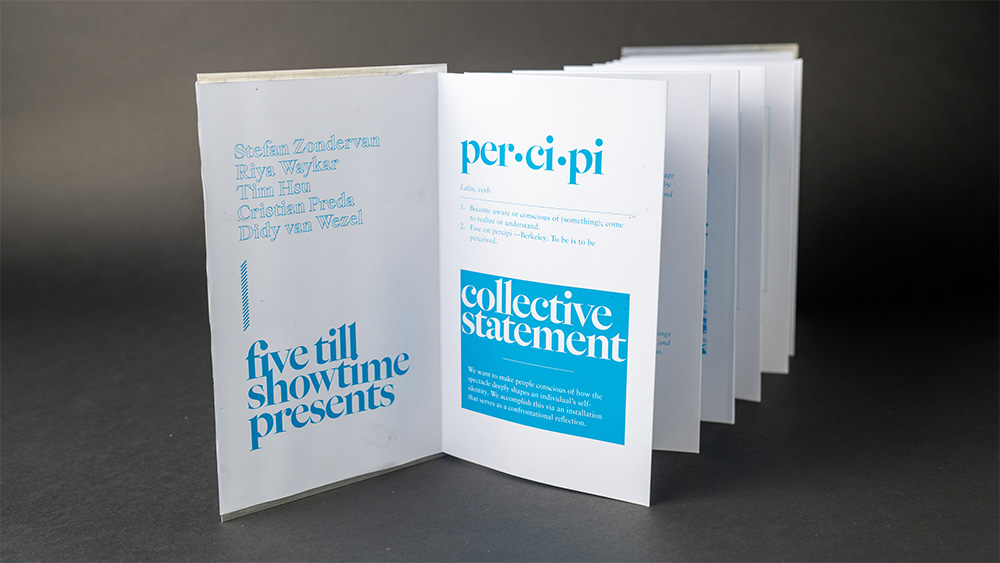 Stefan Zondervan
Riya Waykar
Tim Hsu
Cristian Preda
Didy van Wezel
five till
showtime
presents
per·ci·pi
Latin, verb
1. Become aware or conscious of (something); come
to realize or understand.
2. Esse est percipi —Berkeley. To be is to be
perceived.
collective
statement
We want to make people conscious of how the
spectacle deeply shapes an individual's self-
identity. We accomplish this via an installation
that serves as a confrontational reflection.
and
and